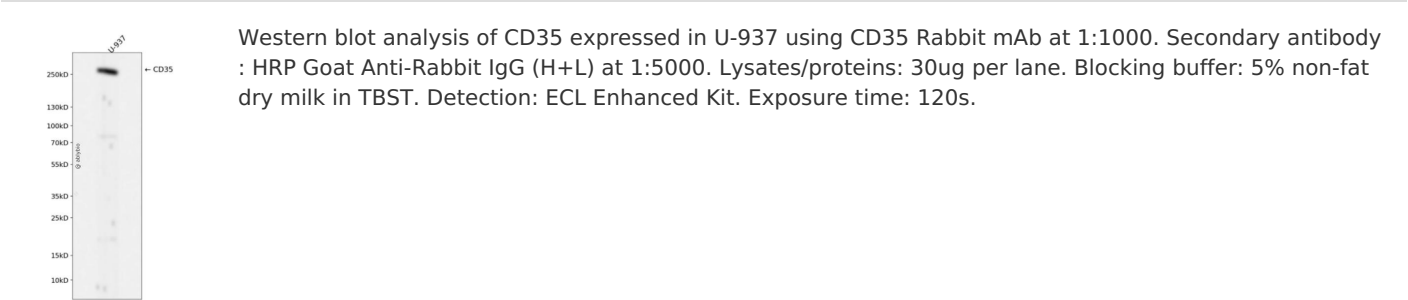 U-937
250kD
← CD35
130kD
100kD
70kD
55kD
35kD
25kD
15kD
10kD
Western blot analysis of CD35 expressed in U-937 using CD35 Rabbit mAb at 1:1000. Secondary antibody
: HRP Goat Anti-Rabbit IgG (H+L) at 1:5000. Lysates/proteins: 30ug per lane. Blocking buffer: 5% non-fat
dry milk in TBST. Detection: ECL Enhanced Kit. Exposure time: 120s.